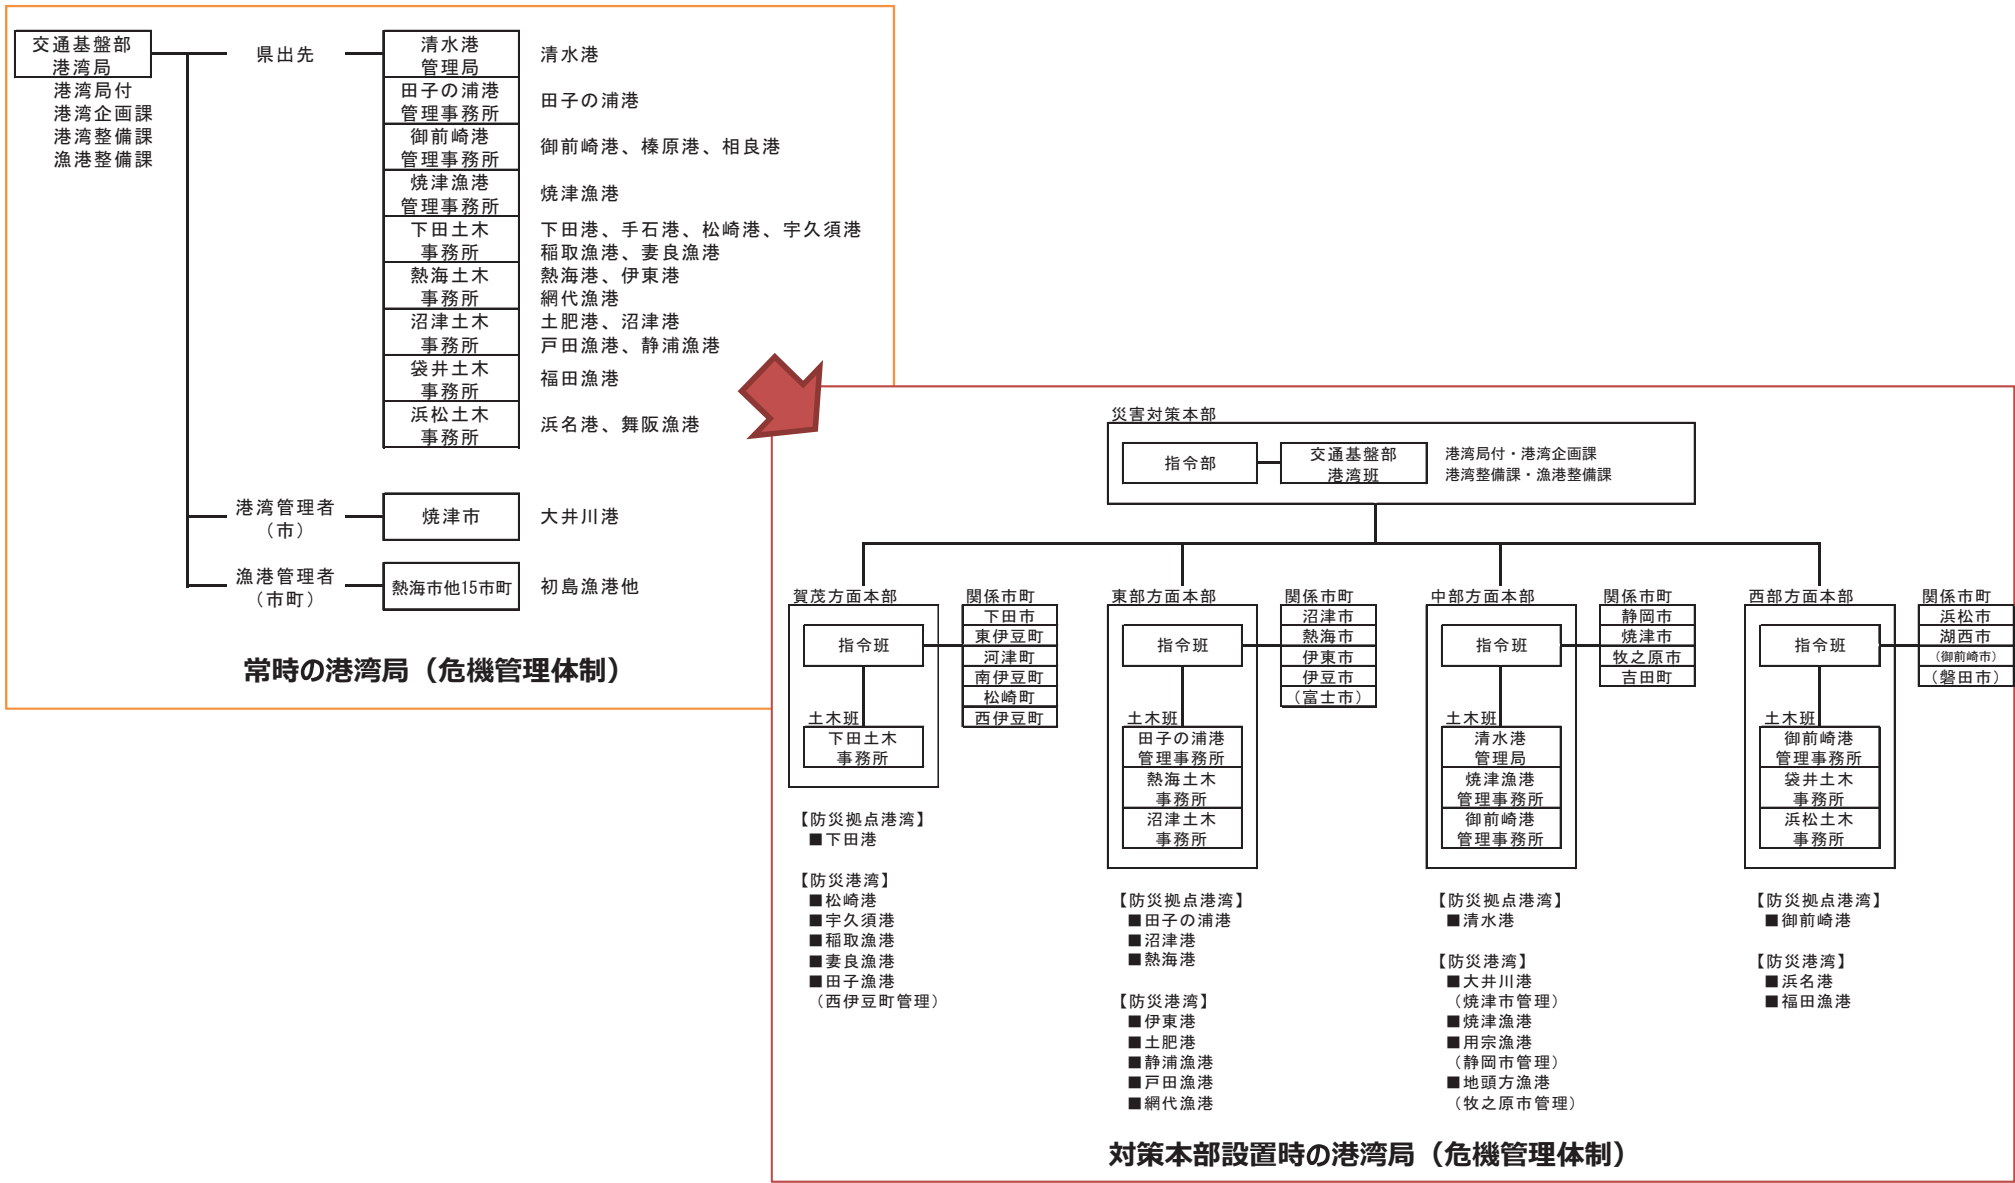 交通基盤部
港湾局
港湾局付
港湾企画課
港湾整備課
漁港整備課
県出先
清水港
管理局
清水港
田子の浦港
管理事務所
田子の浦港
御前崎港
管理事務所
御前崎港、榛原港、相良港
焼津漁港
管理事務所
焼津漁港
下田土木
事務所
下田港、手石港、松崎港、宇久須港
稲取漁港、妻良漁港
熱海土木
事務所
熱海港、伊東港
網代漁港
沼津土木
事務所
土肥港、沼津港
戸田漁港、静浦漁港
袋井土木
事務所
福田漁港
浜松土木
事務所
浜名港、舞阪漁港
港湾管理者
（市）
焼津市
大井川港
漁港管理者
（市町）
熱海市他15市町
初島漁港他
常時の港湾局（危機管理体制）
災害対策本部
指令部
交通基盤部
港湾班
港湾局付・港湾企画課
港湾整備課・漁港整備課
賀茂方面本部
指令班
土木班
下田土木
事務所
関係市町
下田市
東伊豆町
河津町
南伊豆町
松崎町
西伊豆町
【防災拠点港湾】
■下田港
【防災港湾】
■松崎港
■宇久須港
■稲取漁港
■妻良漁港
■田子漁港
（西伊豆町管理）
東部方面本部
指令班
土木班
田子の浦港
管理事務所
熱海土木
事務所
沼津土木
事務所
関係市町
沼津市
熱海市
伊東市
伊豆市
（富士市）
【防災拠点港湾】
■田子の浦港
■沼津港
■熱海港
【防災港湾】
■伊東港
■土肥港
■静浦漁港
■戸田漁港
■網代漁港
中部方面本部
指令班
土木班
清水港
管理局
焼津漁港
管理事務所
御前崎港
管理事務所
関係市町
静岡市
焼津市
牧之原市
吉田町
【防災拠点港湾】
■清水港
【防災港湾】
■大井川港
（焼津市管理）
■焼津漁港
■用宗漁港
（静岡市管理）
■地頭方漁港
（牧之原市管理）
西部方面本部
指令班
土木班
御前崎港
管理事務所
袋井土木
事務所
浜松土木
事務所
関係市町
浜松市
湖西市
（御前崎市）
（磐田市）
【防災拠点港湾】
■御前崎港
【防災港湾】
■浜名港
■福田漁港
対策本部設置時の港湾局（危機管理体制）